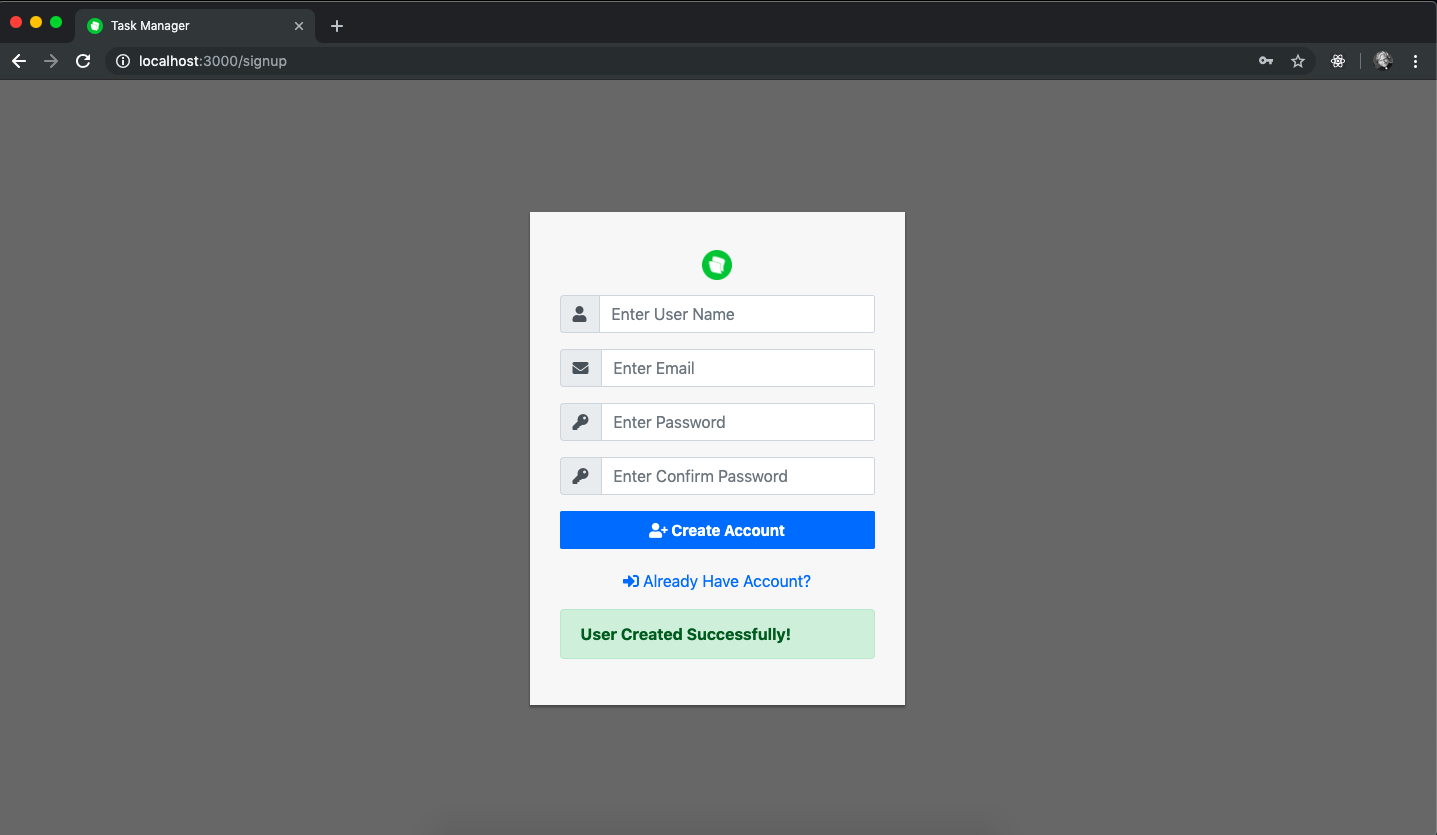 Task Manager
localhost:3000/signup
Enter User Name
Enter Email
Enter Password
Enter Confirm Password
Create Account
Already Have Account?
User Created Successfully!